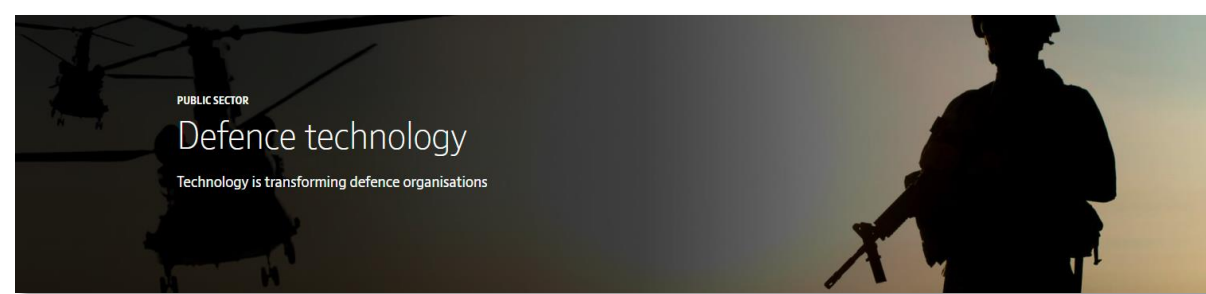 PUBLIC SECTOR
Defence technology
Technology is transforming defence organisations